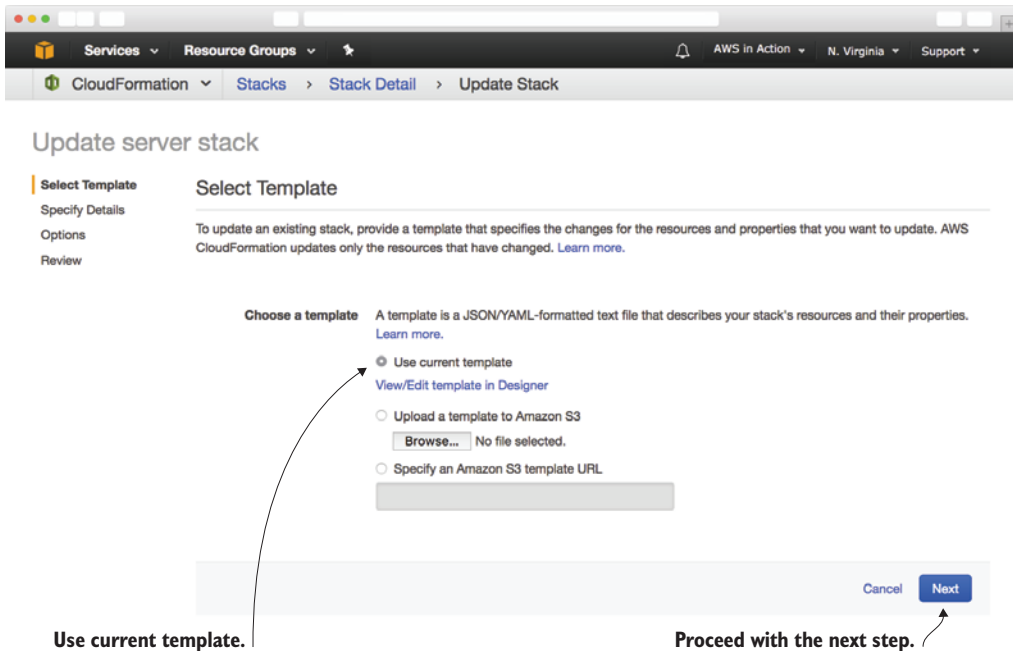 Services Resource Groups AWS in Action N. Virginia Support
CloudFormation Stacks > Stack Detail > Update Stack
Update server stack
Select Template
Specify Details
Options
Review
Select Template
To update an existing stack, provide a template that specifies the changes for the resources and properties that you want to update. AWS
CloudFormation updates only the resources that have changed. Learn more.
Choose a template
A template is a JSON/YAML-formatted text file that describes your stack's resources and their properties.
Learn more.
Use current template
View/Edit template in Designer
Upload a template to Amazon S3
Browse... No file selected.
Specify an Amazon S3 template URL
Cancel Next
Use current template.
Proceed with the next step.